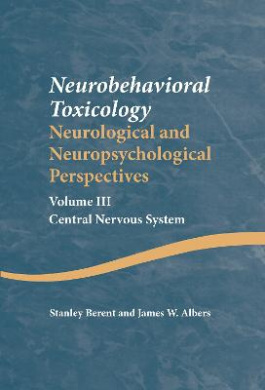 Neurobehavioral
Toxicology
Neurological and
Neuropsychological
Perspectives
Volume III
Central Nervous System
Stanley Berent and James W. Albers